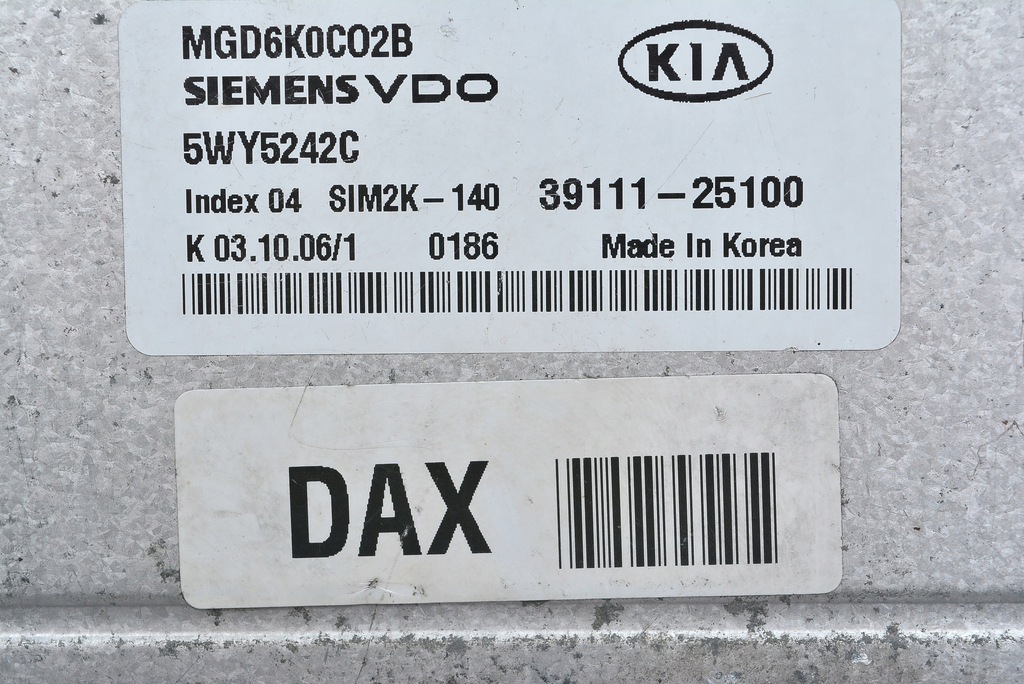 MGD6K0C02B
KIA
SIEMENS VDO
5WY5242C
Index 04 SIM2K-140 39111-25100
K 03.10.06/1 0186 Made In Korea
DAX